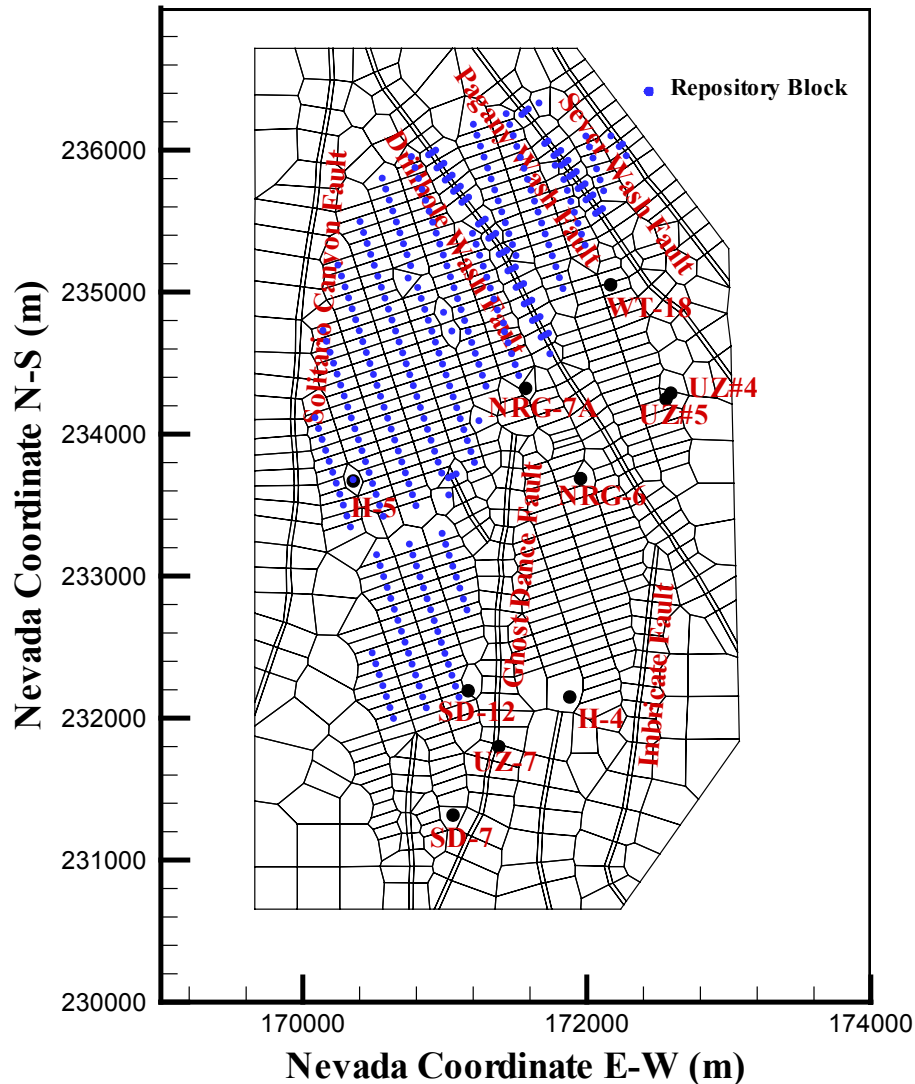 Repository Block
Pagany Wash Fault
Sever Wash Fault
Drillhole Wash Fault
Solitario Canyon Fault
WT-18
UZ#4
UZ#5
NRG-7A
NRG-6
H-5
Ghost Dance Fault
Imbricate Fault
SD-12
H-4
UZ-7
SD-7
236000
235000
234000
233000
232000
231000
230000
170000
172000
174000
Nevada Coordinate N-S (m)
Nevada Coordinate E-W (m)